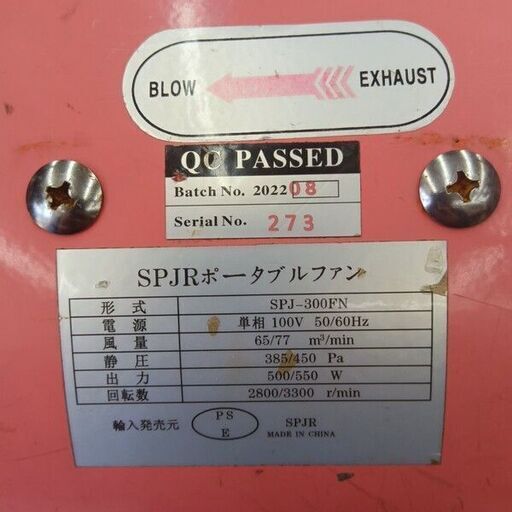 BLOW EXHAUST
QC PASSED
Batch No. 202208
Serial No. 273
SPJRポータブルファン
形 式 SPJ-300FN
電 源 単相 100V 50/60Hz
風 量 65/77 m³/min
静 圧 385/450 Pa
出 力 500/550 W
回転数 2800/3300 r/min
輸入発売元 PS E SPJR
MADE IN CHINA